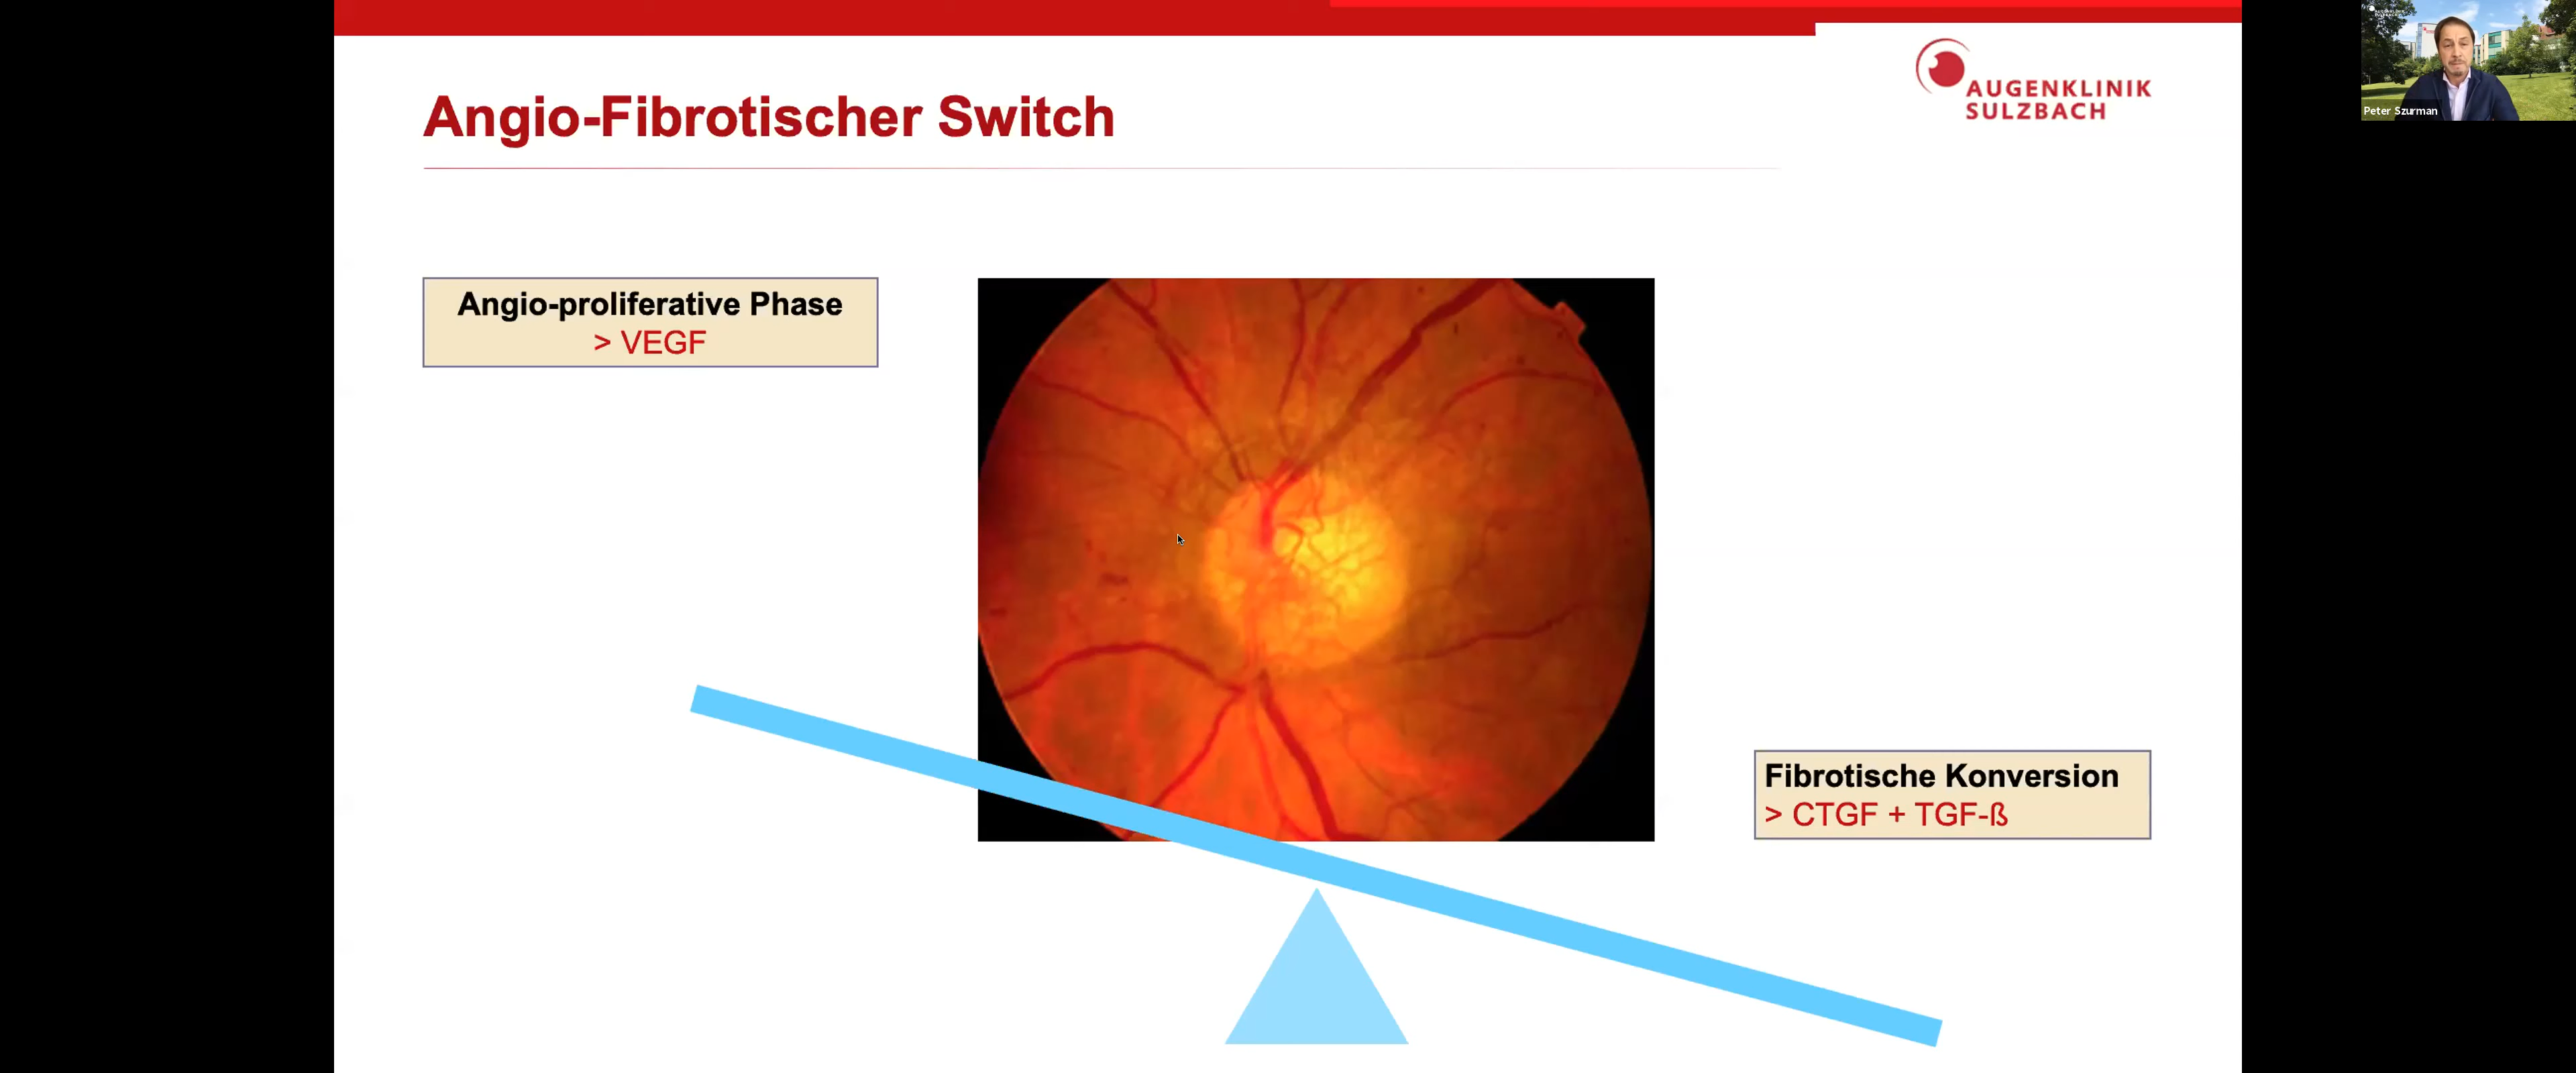 Angio-Fibrotischer Switch
AUGENKLINIK
SULZBACH
Peter Szurman
Angio-proliferative Phase
> VEGF
Fibrotische Konversion
> CTGF + TGF-ß